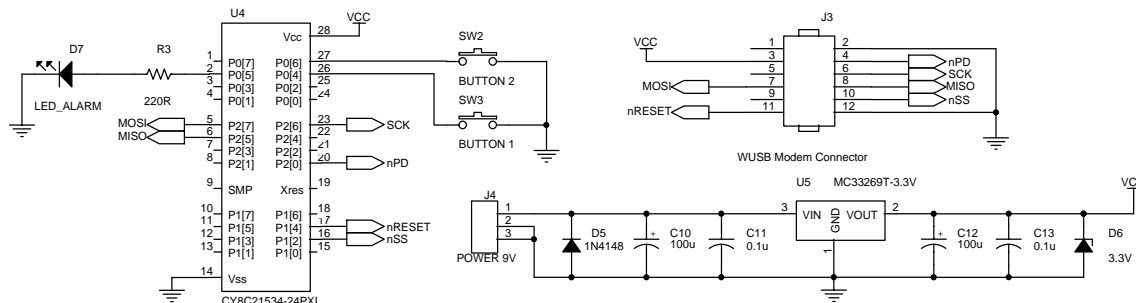 U4
VCC
Vcc
28
D7
R3
LED_ALARM
220R
1
2
3
4
P0[7]
P0[5]
P0[3]
P0[1]
P0[6]
P0[4]
P0[2]
P0[0]
27
26
25
24
SW2
BUTTON 2
SW3
BUTTON 1
MOSI
MISO
5
6
7
8
P2[7]
P2[5]
P2[3]
P2[1]
P2[6]
P2[4]
P2[2]
P2[0]
23
22
21
20
SCK
nPD
9
SMP
Xres
19
10
11
12
13
P1[7]
P1[5]
P1[3]
P1[1]
P1[6]
P1[4]
P1[2]
P1[0]
18
17
16
15
nRESET
nSS
14
Vss
CY8C21534-24PXI
J3
VCC
MOSI
nRESET
1
3
5
7
9
11
2
4
6
8
10
12
nPD
SCK
MISO
nSS
WUSB Modem Connector
J4
1
2
3
POWER 9V
D5
1N4148
C10
100u
C11
0.1u
U5
MC33269T-3.3V
3
VIN
GND
VOUT
2
1
C12
100u
C13
0.1u
D6
3.3V
VC